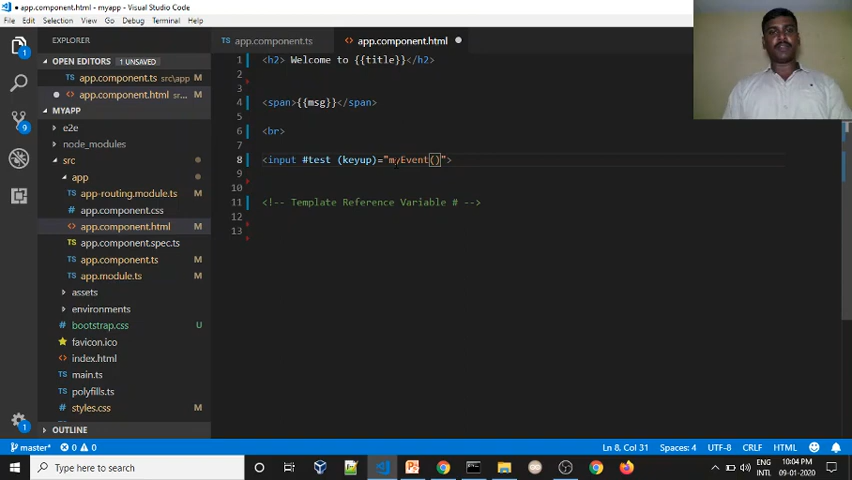 app.component.html - myapp - Visual Studio Code
File Edit Selection View Go Debug Terminal Help
EXPLORER
app.component.ts
app.component.html
OPEN EDITORS 1 UNSAVED
app.component.ts src\app
app.component.html src\...
MYAPP
e2e
node_modules
src
app
app-routing.module.ts M
app.component.css
app.component.html M
app.component.spec.ts
app.component.ts M
app.module.ts M
assets
environments
bootstrap.css U
favicon.ico
index.html M
main.ts
polyfills.ts
styles.css M
OUTLINE
1 <h2> Welcome to {{title}}</h2>
2
3
4 <span>{{msg}}</span>
5
6 <br>
7
8 <input #test (keyup)="myEvent()">
9
10
11 <!-- Template Reference Variable # -->
12
13
master* 0 0
Ln 8, Col 31 Spaces: 4 UTF-8 CRLF HTML
Type here to search
ENG
INTL
10:04 PM
09-01-2020